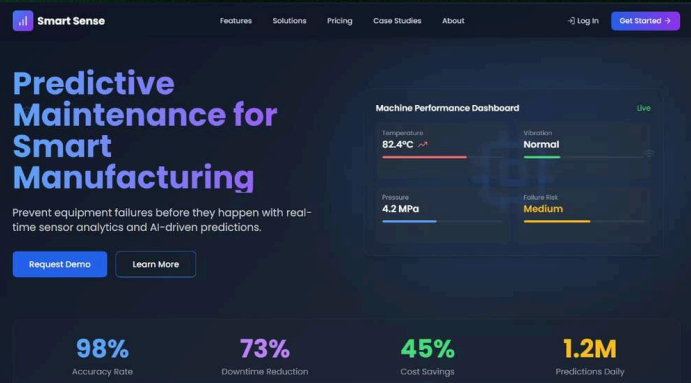 Smart Sense
Features
Solutions
Pricing
Case Studies
About
Log In
Get Started →
Predictive
Maintenance for
Smart
Manufacturing
Prevent equipment failures before they happen with real-
time sensor analytics and AI-driven predictions.
Request Demo
Learn More
Machine Performance Dashboard
Live
Temperature
82.4°C
Vibration
Normal
Pressure
4.2 MPa
Failure Risk
Medium
98%
Accuracy Rate
73%
Downtime Reduction
45%
Cost Savings
1.2M
Predictions Daily